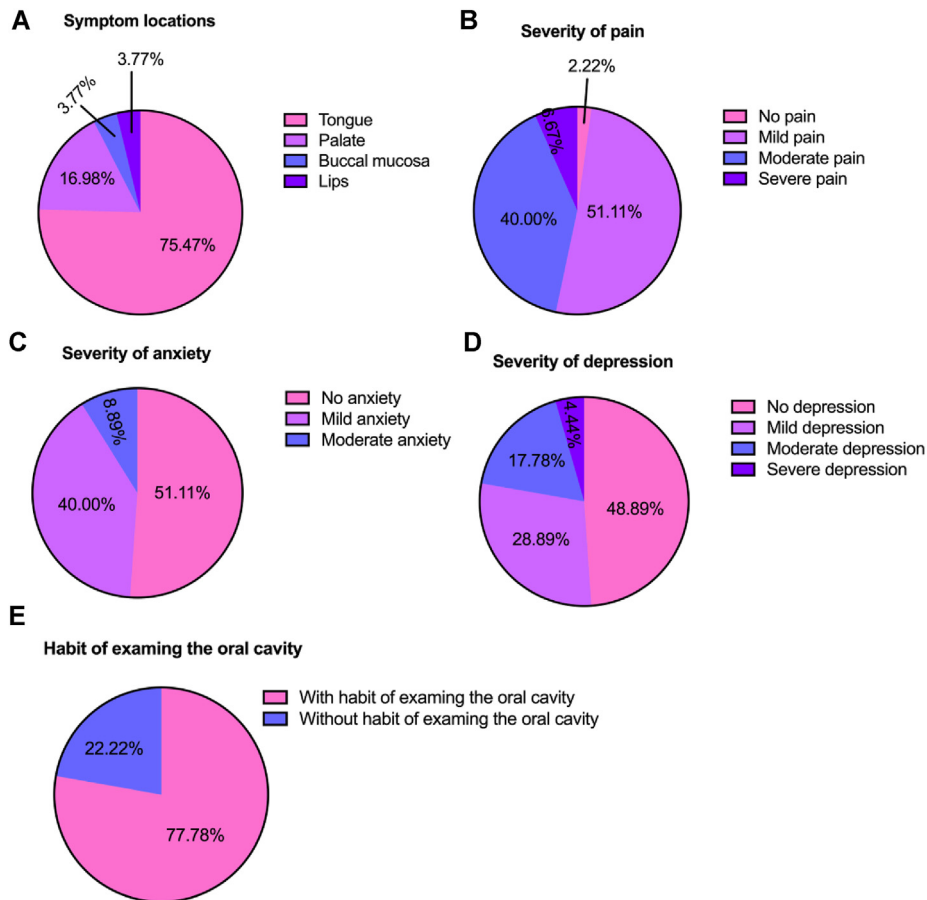 A
Symptom locations
3.77%
3.77%
16.98%
75.47%
Tongue
Palate
Buccal mucosa
Lips
B
Severity of pain
2.22%
6.67%
40.00%
51.11%
No pain
Mild pain
Moderate pain
Severe pain
C
Severity of anxiety
8.89%
40.00%
51.11%
No anxiety
Mild anxiety
Moderate anxiety
D
Severity of depression
4.44%
17.78%
28.89%
48.89%
No depression
Mild depression
Moderate depression
Severe depression
E
Habit of examing the oral cavity
22.22%
77.78%
With habit of examing the oral cavity
Without habit of examing the oral cavity